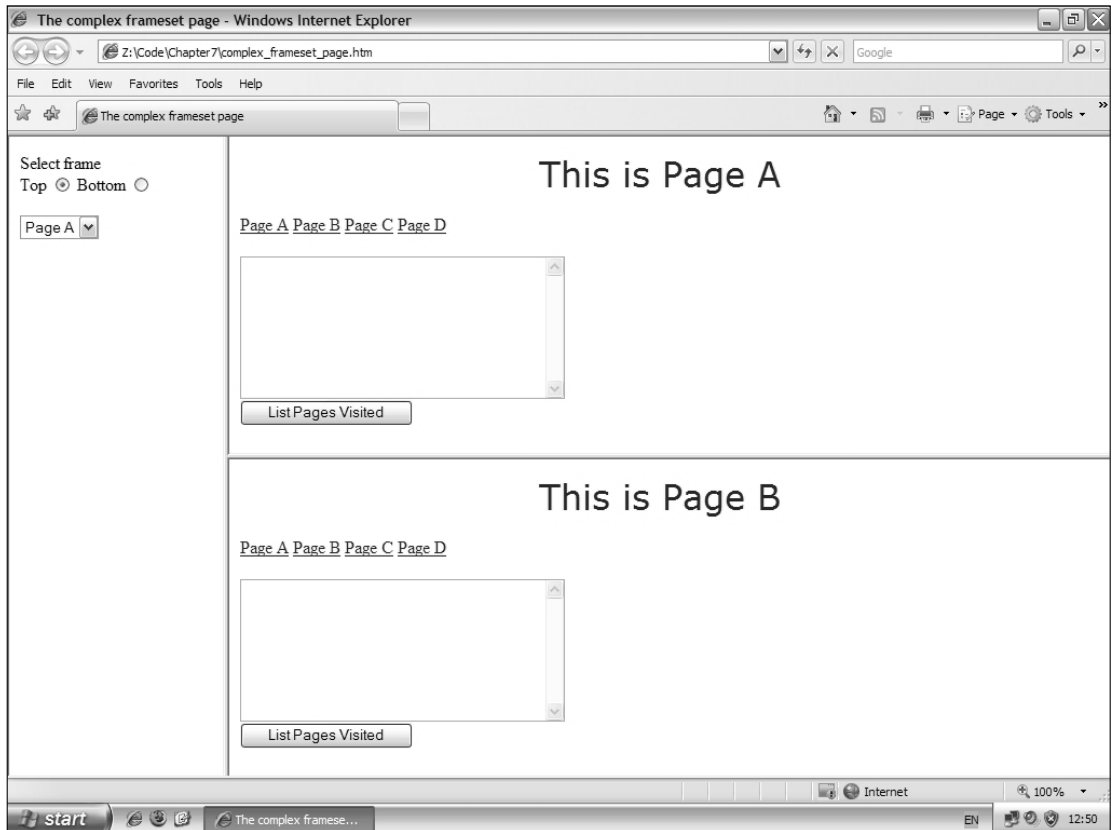 The complex frameset page - Windows Internet Explorer
Z:\Code\Chapter7\complex_frameset_page.htm
Google
File Edit View Favorites Tools Help
The complex frameset page
Page Tools »
Select frame
Top Bottom
Page A
This is Page A
Page A Page B Page C Page D
List Pages Visited
This is Page B
Page A Page B Page C Page D
List Pages Visited
Internet 100%
start The complex framese... EN 12:50